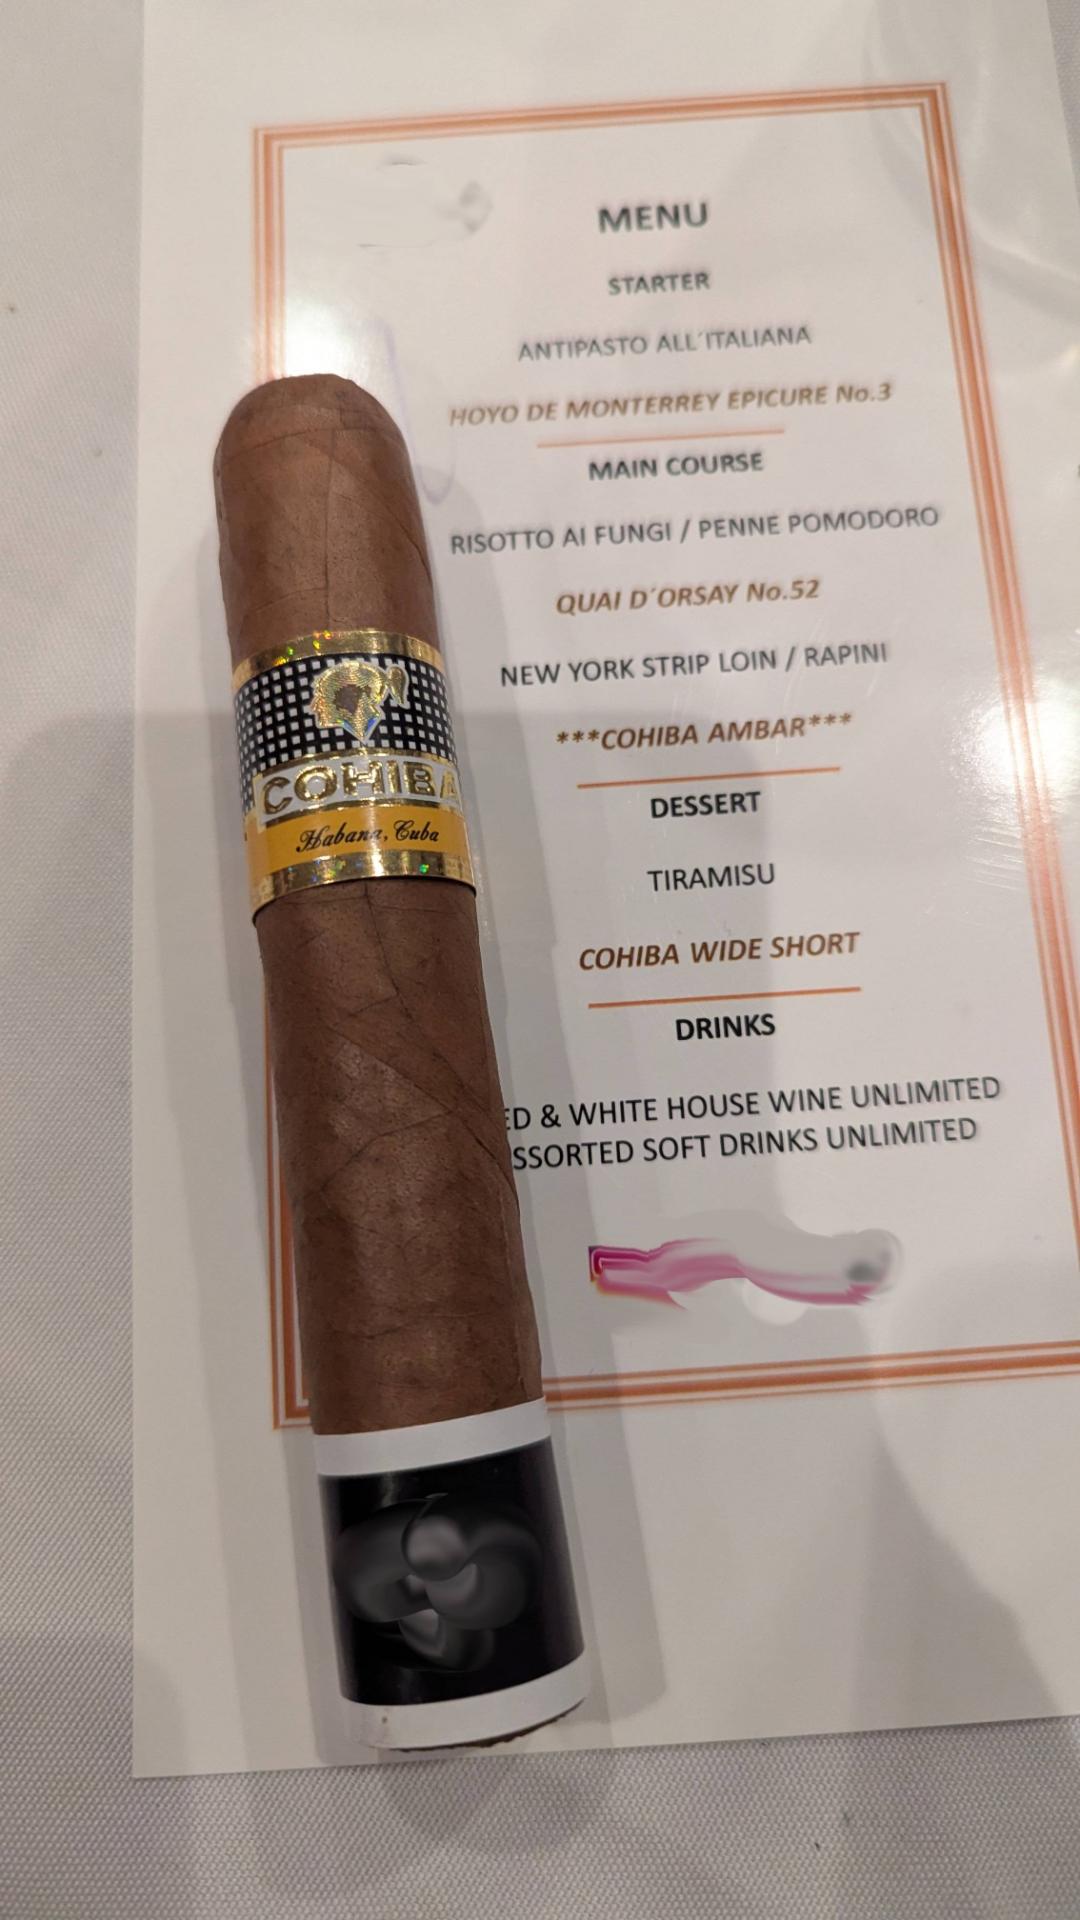 MENU
STARTER
ANTIPASTO ALL´ITALIANA
HOYO DE MONTERREY EPICURE No.3
MAIN COURSE
RISOTTO AI FUNGI / PENNE POMODORO
QUAI D´ORSAY No.52
NEW YORK STRIP LOIN / RAPINI
***COHIBA AMBAR***
DESSERT
TIRAMISU
COHIBA WIDE SHORT
DRINKS
ED & WHITE HOUSE WINE UNLIMITED
SSORTED SOFT DRINKS UNLIMITED
COHIBA
Habana, Cuba